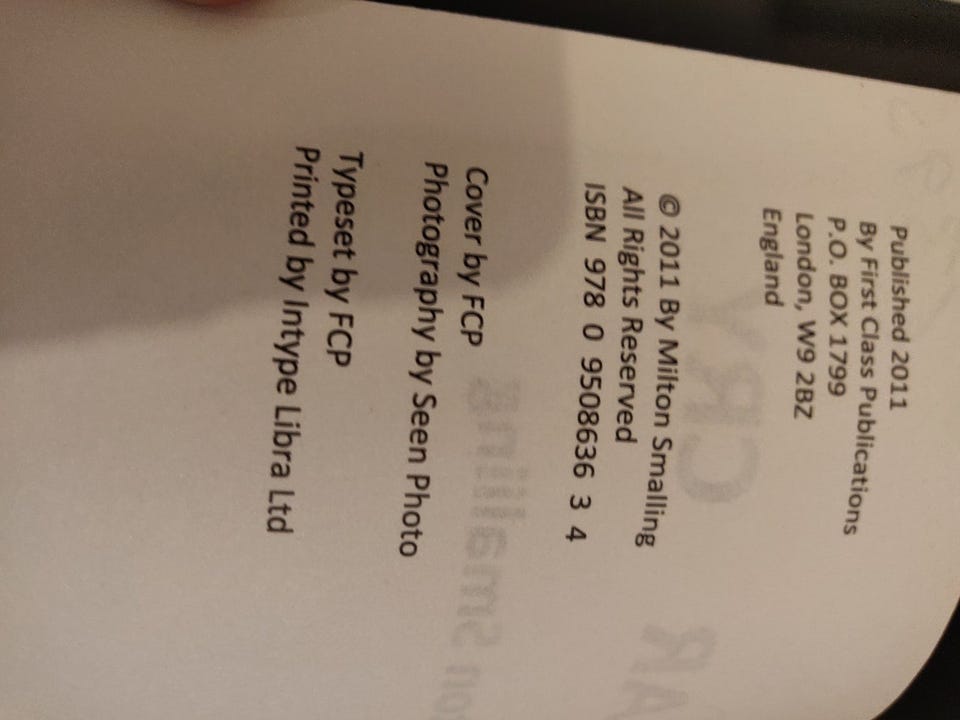 Published 2011
By First Class Publications
P.O. BOX 1799
London, W9 2BZ
England
© 2011 By Milton Smalling
All Rights Reserved
ISBN 978 0 9508636 3 4
Cover by FCP
Photography by Seen Photo
Typeset by FCP
Printed by Intype Libra Ltd